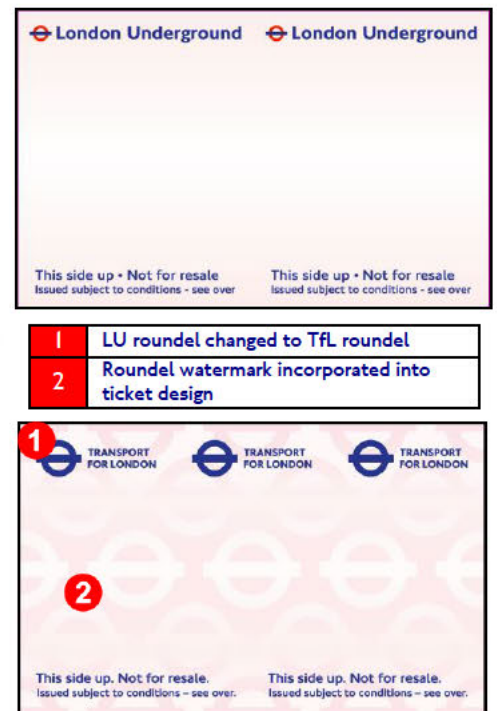 London Underground London Underground
This side up • Not for resale This side up • Not for resale
Issued subject to conditions - see over Issued subject to conditions - see over
1 LU roundel changed to TfL roundel
2 Roundel watermark incorporated into
ticket design
1
TRANSPORT TRANSPORT TRANSPORT
FOR LONDON FOR LONDON FOR LONDON
2
This side up. Not for resale. This side up. Not for resale.
Issued subject to conditions – see over. Issued subject to conditions – see over.